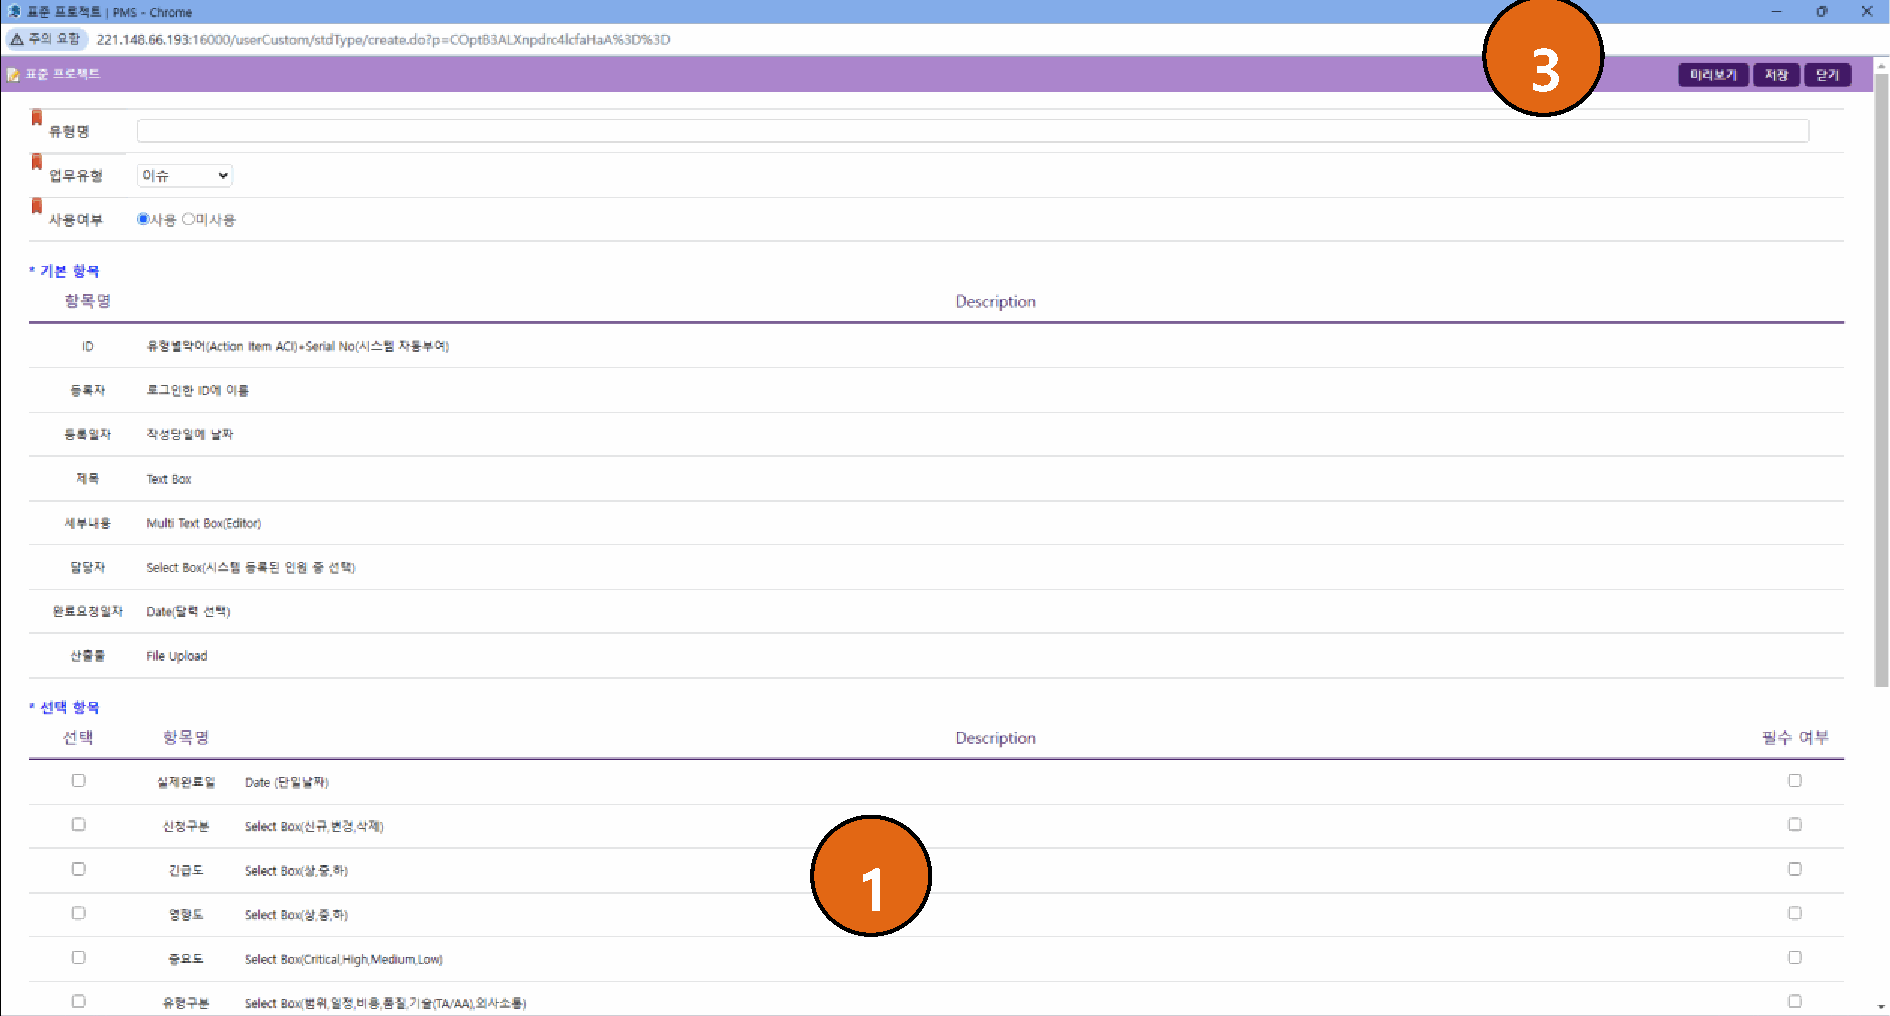 표준 프로젝트 | PMS - Chrome
주의 요함 221.148.66.193:16000/userCustom/stdType/create.do?p=COptB3ALXnpdrc4lcfaHaA%3D%3D
3
표준 프로젝트 미리보기 저장 닫기
유형명
업무유형 이슈
사용여부 사용 미사용
* 기본 항목
항목명 Description
ID 유형별약어(Action Item ACI)+Serial No(시스템 자동부여)
등록자 로그인한 ID에 이름
등록일자 작성당일에 날짜
제목 Text Box
세부내용 Multi Text Box(Editor)
담당자 Select Box(시스템 등록된 인원 중 선택)
완료요청일자 Date(달력 선택)
산출물 File Upload
* 선택 항목
선택 항목명 Description 필수 여부
실제완료일 Date (단일날짜)
신청구분 Select Box(신규,변경,삭제)
긴급도 Select Box(상,중,하)
1
영향도 Select Box(상,중,하)
중요도 Select Box(Critical,High,Medium,Low)
유형구분 Select Box(범위,일정,비용,품질,기술(TA/AA),의사소통)